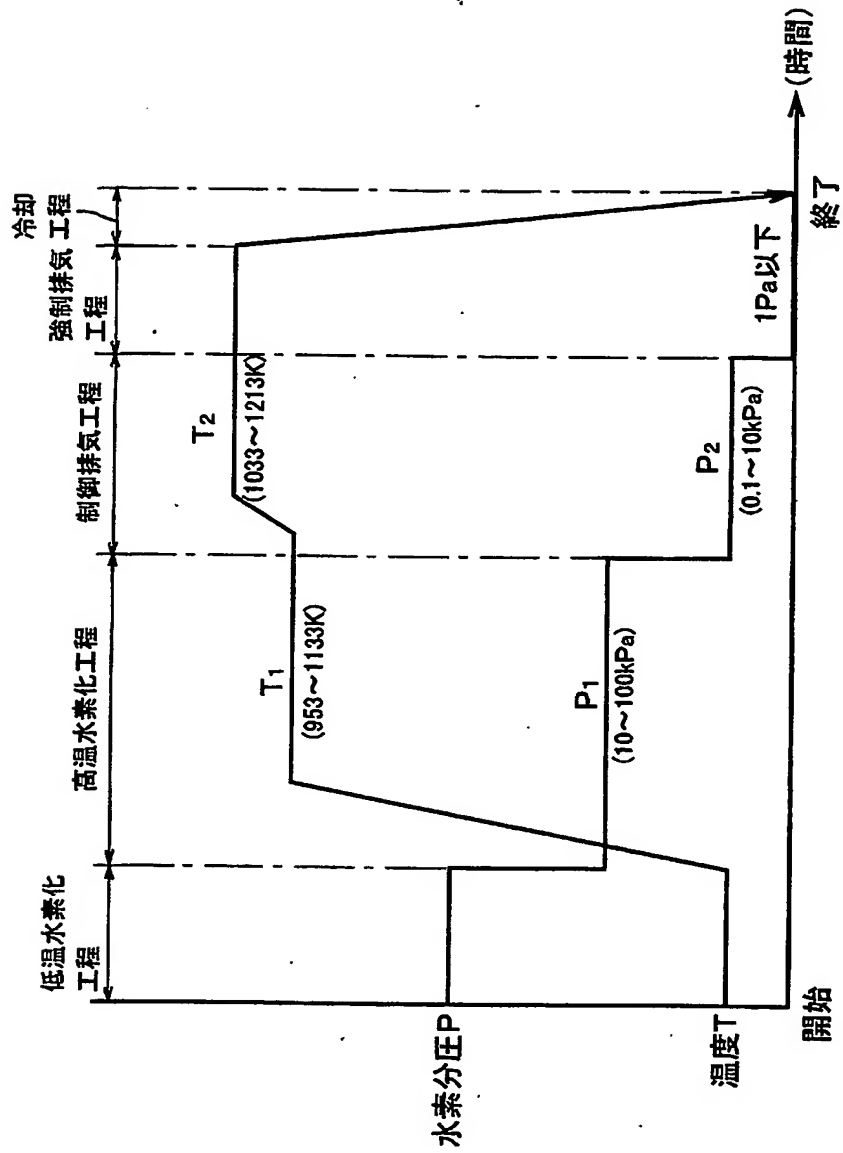 低温水素化
工程
高温水素化工程
制御排気工程
強制排気
工程
冷却
工程
T2
(1033~1213K)
T1
(953~1133K)
水素分圧P
P1
(10~100kPa)
P2
(0.1~10kPa)
1Pa以下
温度T
開始
終了
(時間)